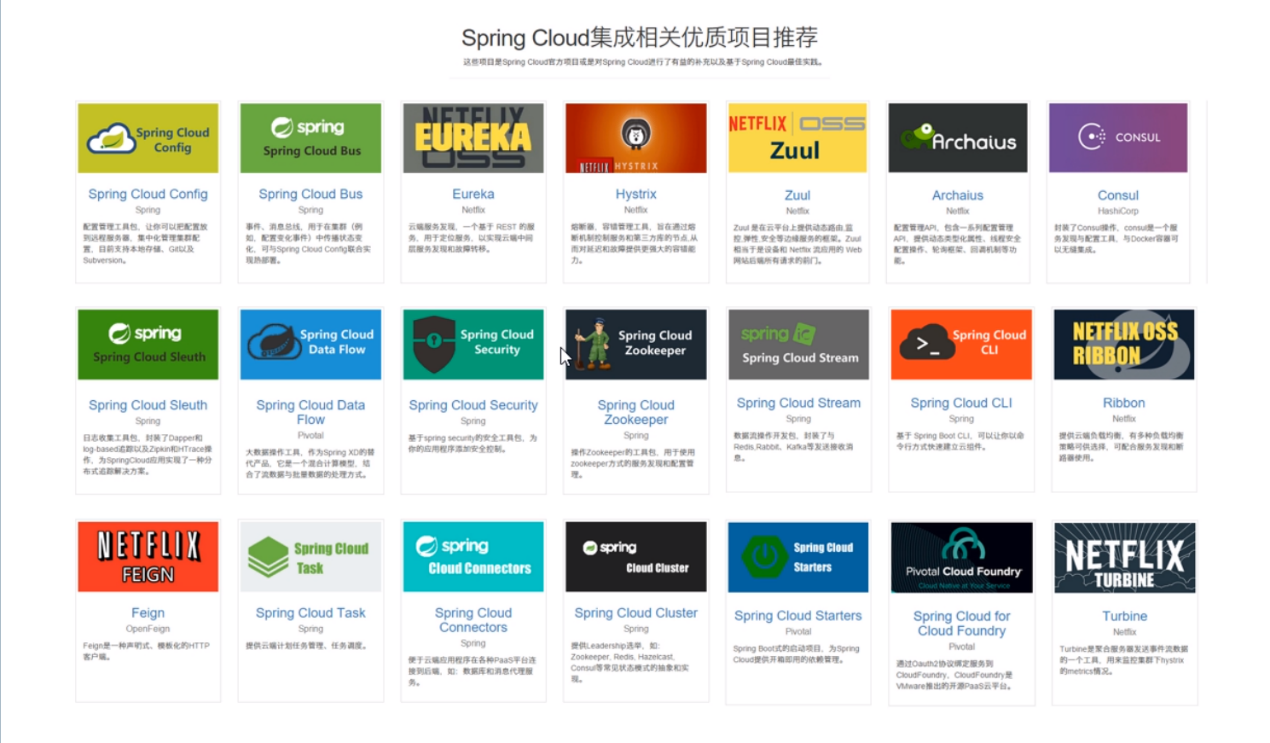 Spring Cloud集成相关优质项目推荐
这些项目是Spring Cloud官方项目或是对Spring Cloud进行了有益的补充以及基于Spring Cloud最佳实践。
Spring Cloud
Config
Spring Cloud Config
Spring
配置管理工具包，让你可以把配置放
到远程服务器，集中化管理集群配
置，目前支持本地存储、Git以及
Subversion。
spring
Spring Cloud Bus
Spring Cloud Bus
Spring
事件、消息总线，用于在集群（例
如，配置变化事件）中传播状态变
化，可与Spring Cloud Config联合实
现热部署。
NETFLIX
EUREKA
OSS
Eureka
Netflix
云端服务发现，一个基于 REST 的服
务，用于定位服务，以实现云端中间
层服务发现和故障转移。
NETFLIX HYSTRIX
Hystrix
Netflix
熔断器，容错管理工具，旨在通过熔
断机制控制服务和第三方库的节点,从
而对延迟和故障提供更强大的容错能
力。
NETFLIX | OSS
Zuul
Zuul
Netflix
Zuul 是在云平台上提供动态路由,监
控,弹性,安全等边缘服务的框架。Zuul
相当于是设备和 Netflix 流应用的 Web
网站后端所有请求的前门。
Archaius
Archaius
Netflix
配置管理API，包含一系列配置管理
API，提供动态类型化属性、线程安全
配置操作、轮询框架、回调机制等功
能。
CONSUL
Consul
HashiCorp
封装了Consul操作，consul是一个服
务发现与配置工具，与Docker容器可
以无缝集成。
spring
Spring Cloud Sleuth
Spring Cloud Sleuth
Spring
日志收集工具包，封装了Dapper和
log-based追踪以及Zipkin和HTrace操
作，为SpringCloud应用实现了一种分
布式追踪解决方案。
Spring Cloud
Data Flow
Spring Cloud Data
Flow
Pivotal
大数据操作工具，作为Spring XD的替
代产品，它是一个混合计算模型，结
合了流数据与批量数据的处理方式。
Spring Cloud
Security
Spring Cloud Security
Spring
基于spring security的安全工具包，为
你的应用程序添加安全控制。
Spring Cloud
Zookeeper
Spring Cloud
Zookeeper
Spring
操作Zookeeper的工具包，用于使用
zookeeper方式的服务发现和配置管
理。
spring
Spring Cloud Stream
Spring Cloud Stream
Spring
数据流操作开发包，封装了与
Redis,Rabbit、Kafka等发送接收消
息。
Spring Cloud
CLI
Spring Cloud CLI
Spring
基于 Spring Boot CLI，可以让你以命
令行方式快速建立云组件。
NETFLIX OSS
RIBBON
Ribbon
Netflix
提供云端负载均衡，有多种负载均衡
策略可供选择，可配合服务发现和断
路器使用。
NETFLIX
FEIGN
Feign
OpenFeign
Feign是一种声明式、模板化的HTTP
客户端。
Spring Cloud
Task
Spring Cloud Task
Spring
提供云端计划任务管理、任务调度。
spring
Cloud Connectors
Spring Cloud
Connectors
Spring
便于云端应用程序在各种PaaS平台连
接到后端，如：数据库和消息代理服
务。
spring
Cloud Cluster
Spring Cloud Cluster
Spring
提供Leadership选举，如:
Zookeeper, Redis, Hazelcast,
Consul等常见状态模式的抽象和实
现。
Spring Cloud
Starters
Spring Cloud Starters
Pivotal
Spring Boot式的启动项目，为Spring
Cloud提供开箱即用的依赖管理。
Pivotal Cloud Foundry
Cloud Native at Your Service
Spring Cloud for
Cloud Foundry
Pivotal
通过Oauth2协议绑定服务到
CloudFoundry，CloudFoundry是
VMware推出的开源PaaS云平台。
NETFLIX
TURBINE
Turbine
Netflix
Turbine是聚合服务器发送事件流数据
的一个工具，用来监控集群下hystrix
的metrics情况。